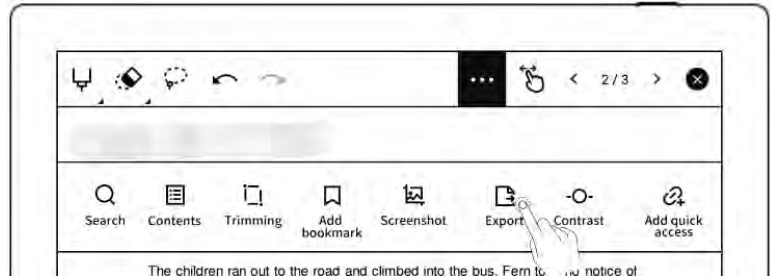 2/3
Search Contents Trimming Add bookmark Screenshot Export Contrast Add quick access
The children ran out to the road and climbed into the bus. Fern to no notice of